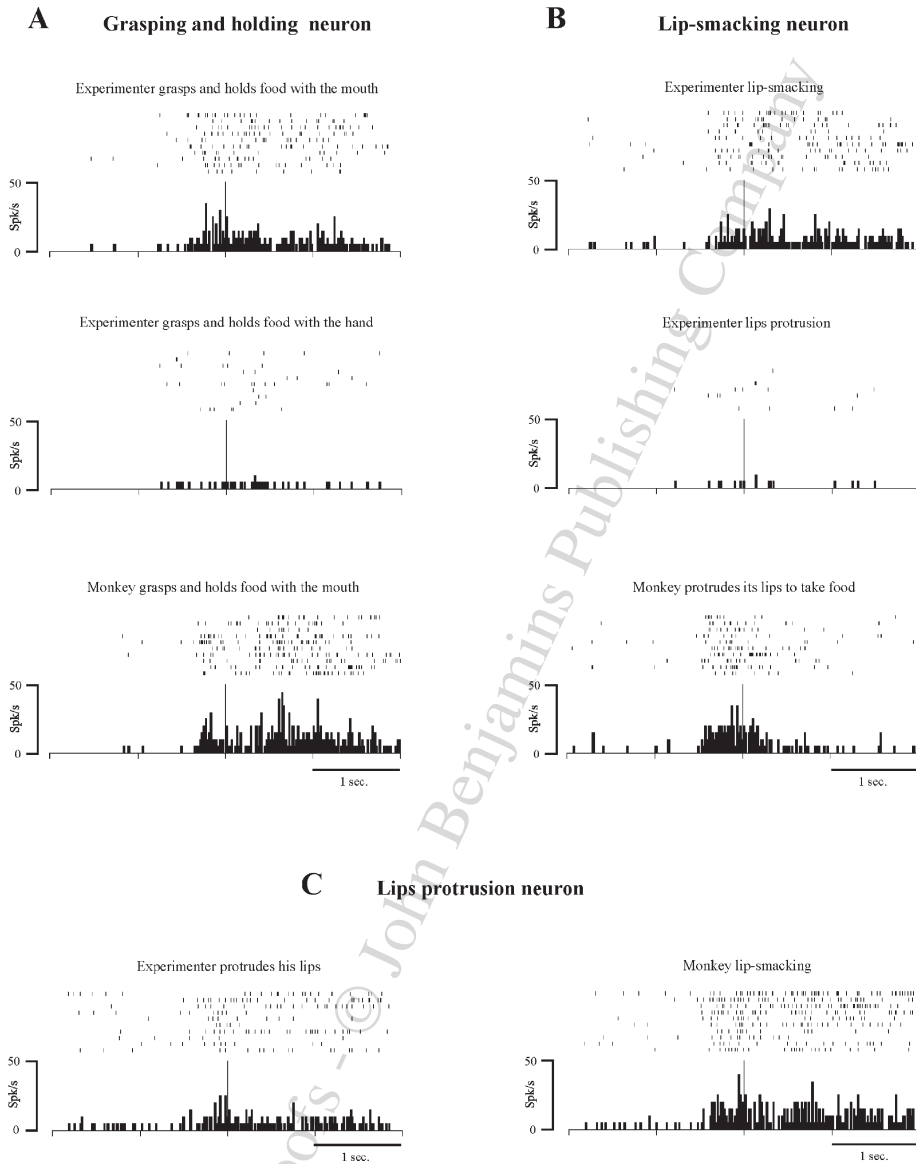 A Grasping and holding neuron
Experimenter grasps and holds food with the mouth
50
Spk/s
0
Experimenter grasps and holds food with the hand
50
Spk/s
0
Monkey grasps and holds food with the mouth
50
Spk/s
0
1 sec.
B Lip-smacking neuron
Experimenter lip-smacking
50
Spk/s
0
Experimenter lips protrusion
50
Spk/s
0
Monkey protrudes its lips to take food
50
Spk/s
0
1 sec.
C Lips protrusion neuron
Experimenter protrudes his lips
50
Spk/s
0
1 sec.
Monkey lip-smacking
50
Spk/s
0
1 sec.
oofs - © John Benjamins Publishing Company